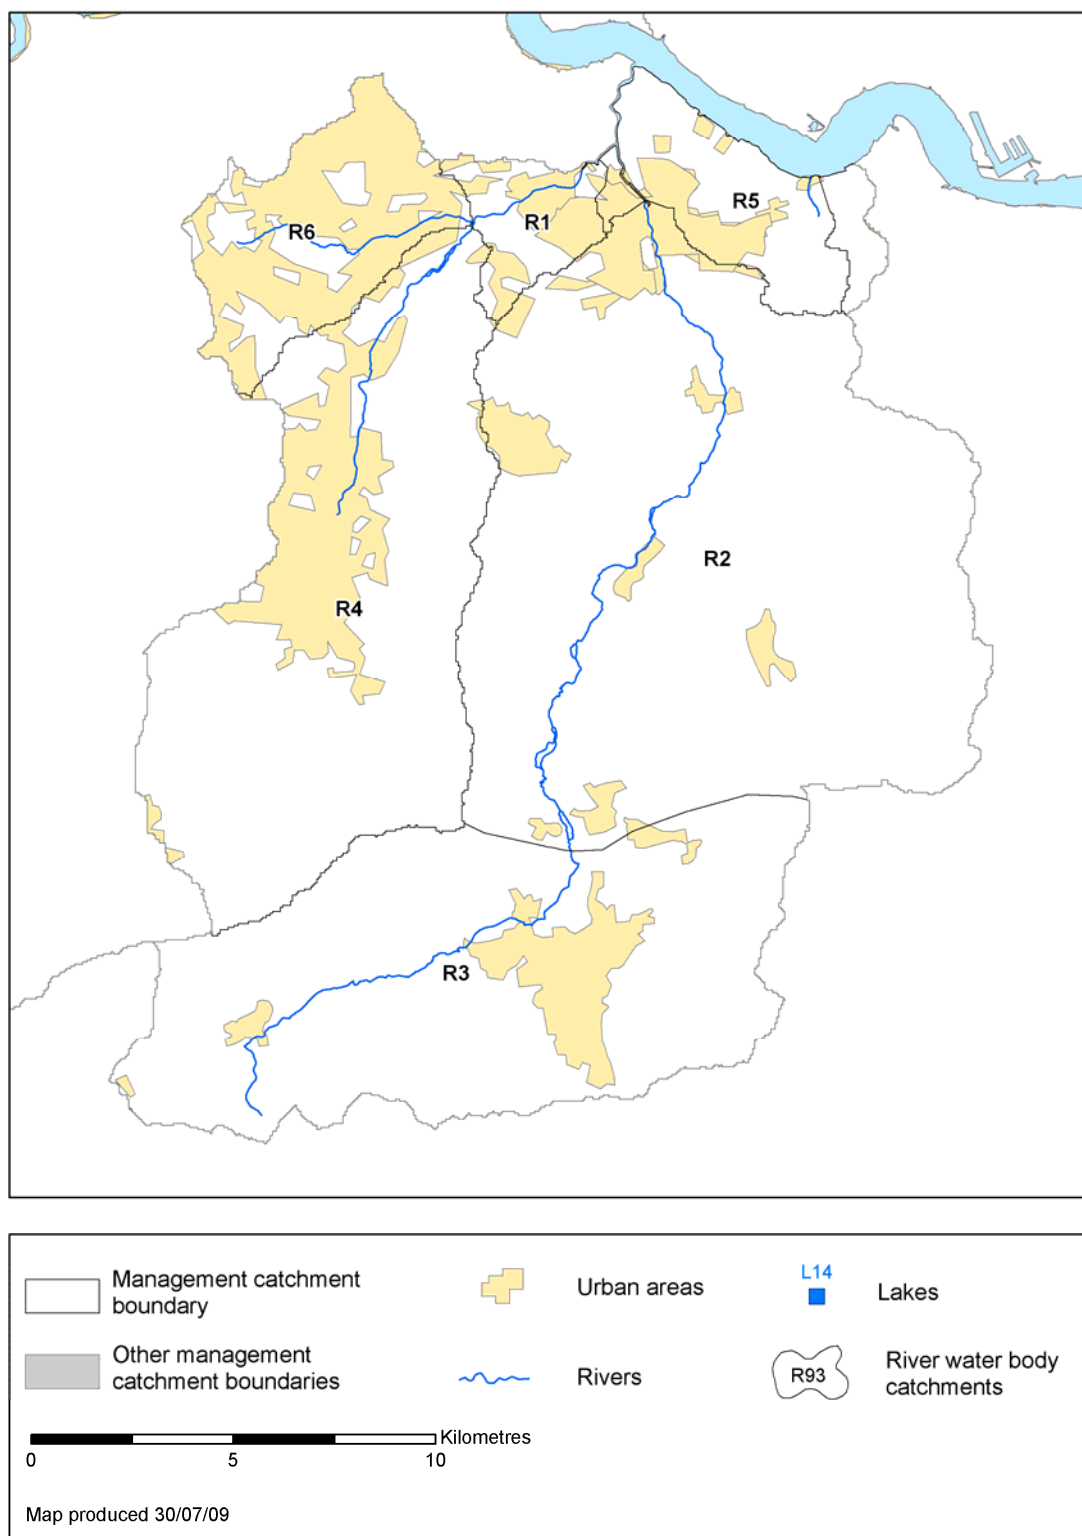 R5
R1
R6
R2
R4
R3
Management catchment
boundary
Urban areas
L14
Lakes
Other management
catchment boundaries
Rivers
R93
River water body
catchments
Kilometres
0 5 10
Map produced 30/07/09